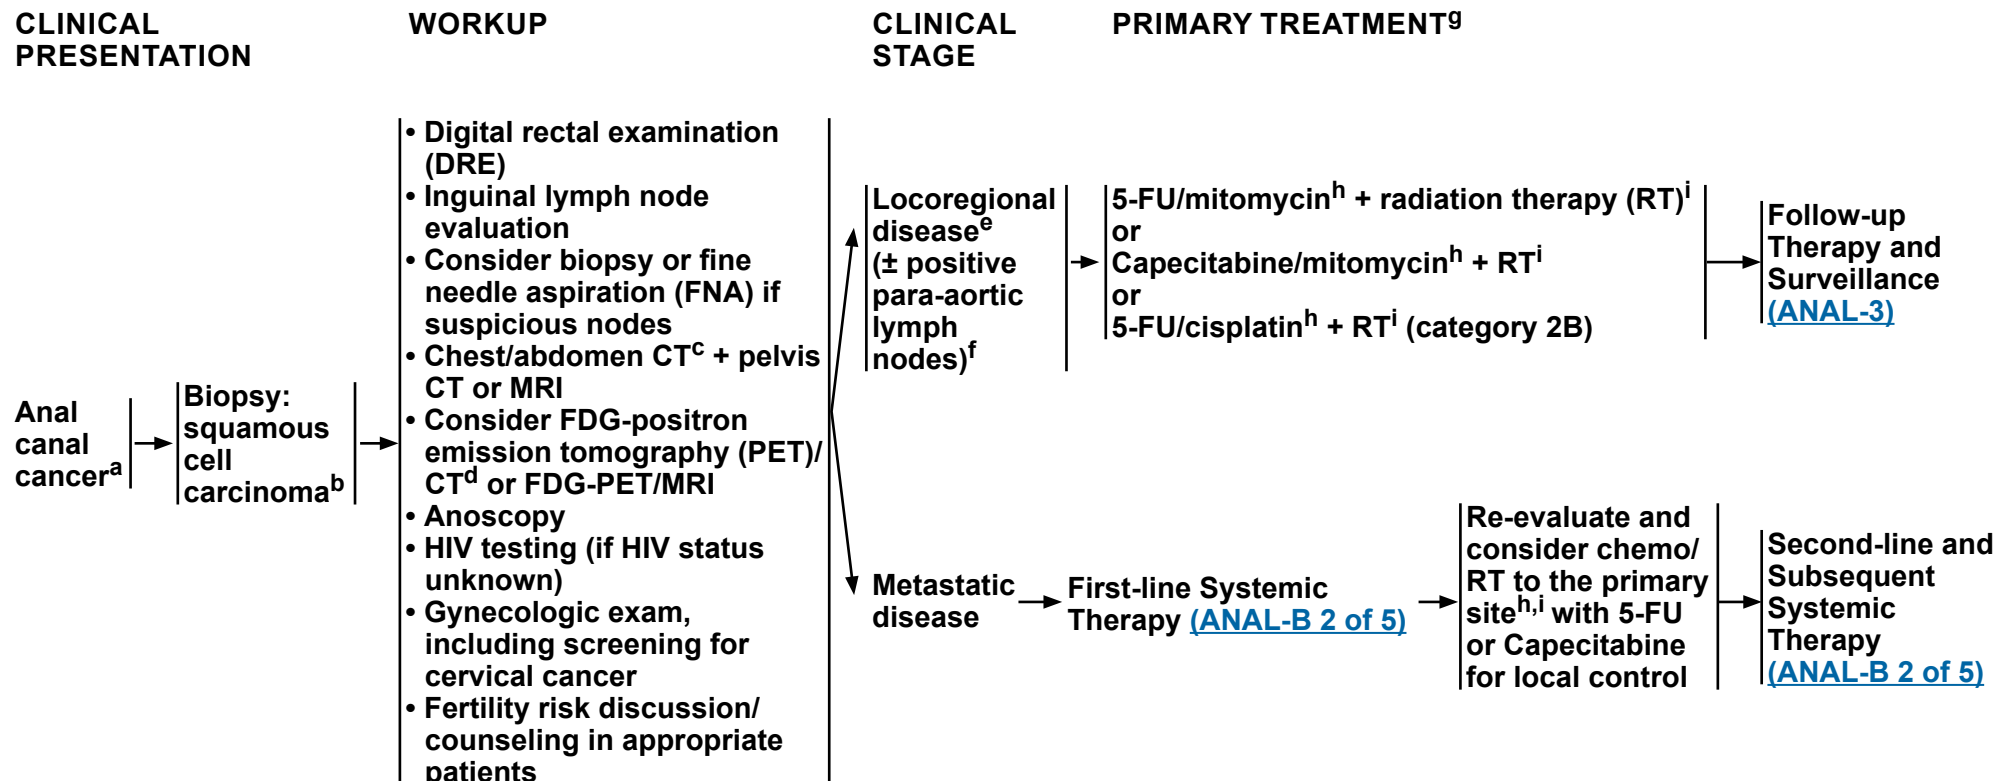 CLINICAL
PRESENTATION
WORKUP
CLINICAL
STAGE
PRIMARY TREATMENTg
Anal
canal
cancera
Biopsy:
squamous
cell
carcinomab
• Digital rectal examination
(DRE)
• Inguinal lymph node
evaluation
• Consider biopsy or fine
needle aspiration (FNA) if
suspicious nodes
• Chest/abdomen CTc + pelvis
CT or MRI
• Consider FDG-positron
emission tomography (PET)/
CTd or FDG-PET/MRI
• Anoscopy
• HIV testing (if HIV status
unknown)
• Gynecologic exam,
including screening for
cervical cancer
• Fertility risk discussion/
counseling in appropriate
patients
Locoregional
diseasee
(± positive
para-aortic
lymph
nodes)f
5-FU/mitomycinh + radiation therapy (RT)i
or
Capecitabine/mitomycinh + RTi
or
5-FU/cisplatinh + RTi (category 2B)
Follow-up
Therapy and
Surveillance
(ANAL-3)
Metastatic
disease
First-line Systemic
Therapy (ANAL-B 2 of 5)
Re-evaluate and
consider chemo/
RT to the primary
siteh,i with 5-FU
or Capecitabine
for local control
Second-line and
Subsequent
Systemic
Therapy
(ANAL-B 2 of 5)